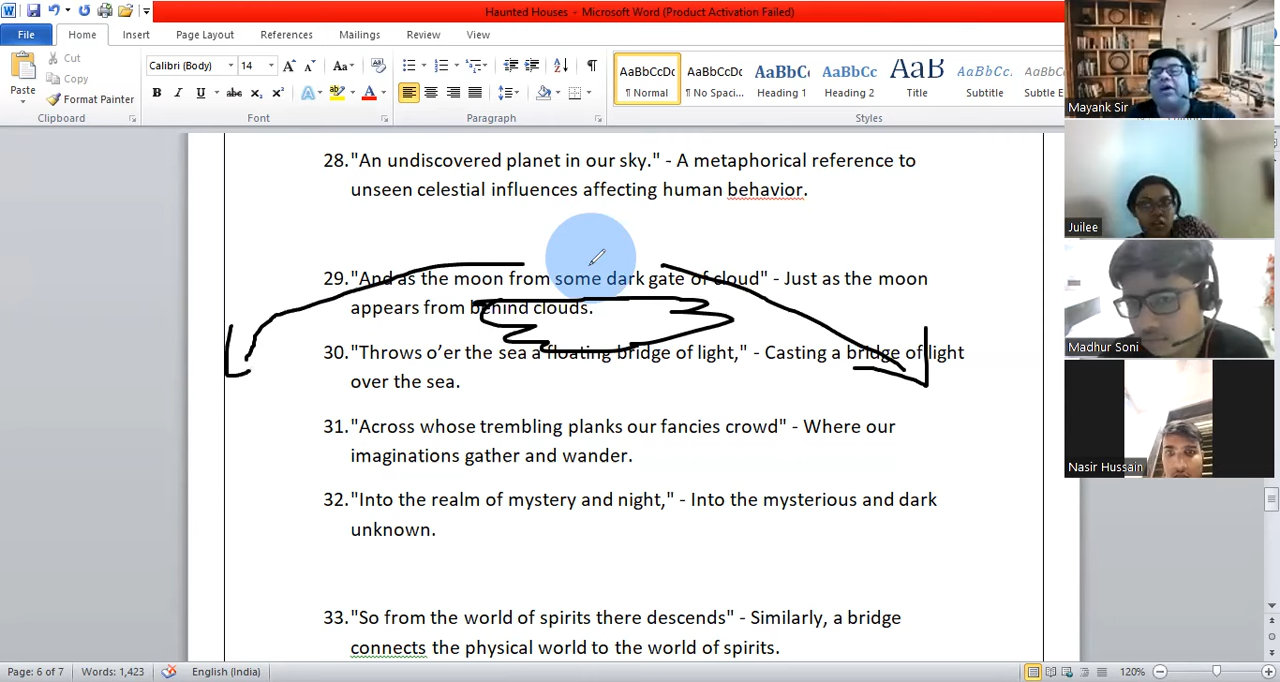 Haunted Houses - Microsoft Word (Product Activation Failed)
File Home Insert Page Layout References Mailings Review View
Paste Cut Copy Format Painter
Calibri (Body) 14
AaBbCcDc AaBbCcDc AaBbC AaBbCc AaB AaBbCc.
¶ Normal ¶ No Spaci... Heading 1 Heading 2 Title Subtitle Subtle E
Clipboard Font Paragraph Styles
Mayank Sir
Juilee
Madhur Soni
Nasir Hussain
28. "An undiscovered planet in our sky." - A metaphorical reference to
unseen celestial influences affecting human behavior.
29. "And as the moon from some dark gate of cloud" - Just as the moon
appears from behind clouds.
30. "Throws o’er the sea a floating bridge of light," - Casting a bridge of light
over the sea.
31. "Across whose trembling planks our fancies crowd" - Where our
imaginations gather and wander.
32. "Into the realm of mystery and night," - Into the mysterious and dark
unknown.
33. "So from the world of spirits there descends" - Similarly, a bridge
connects the physical world to the world of spirits.
Page: 6 of 7 Words: 1,423 English (India) 120%